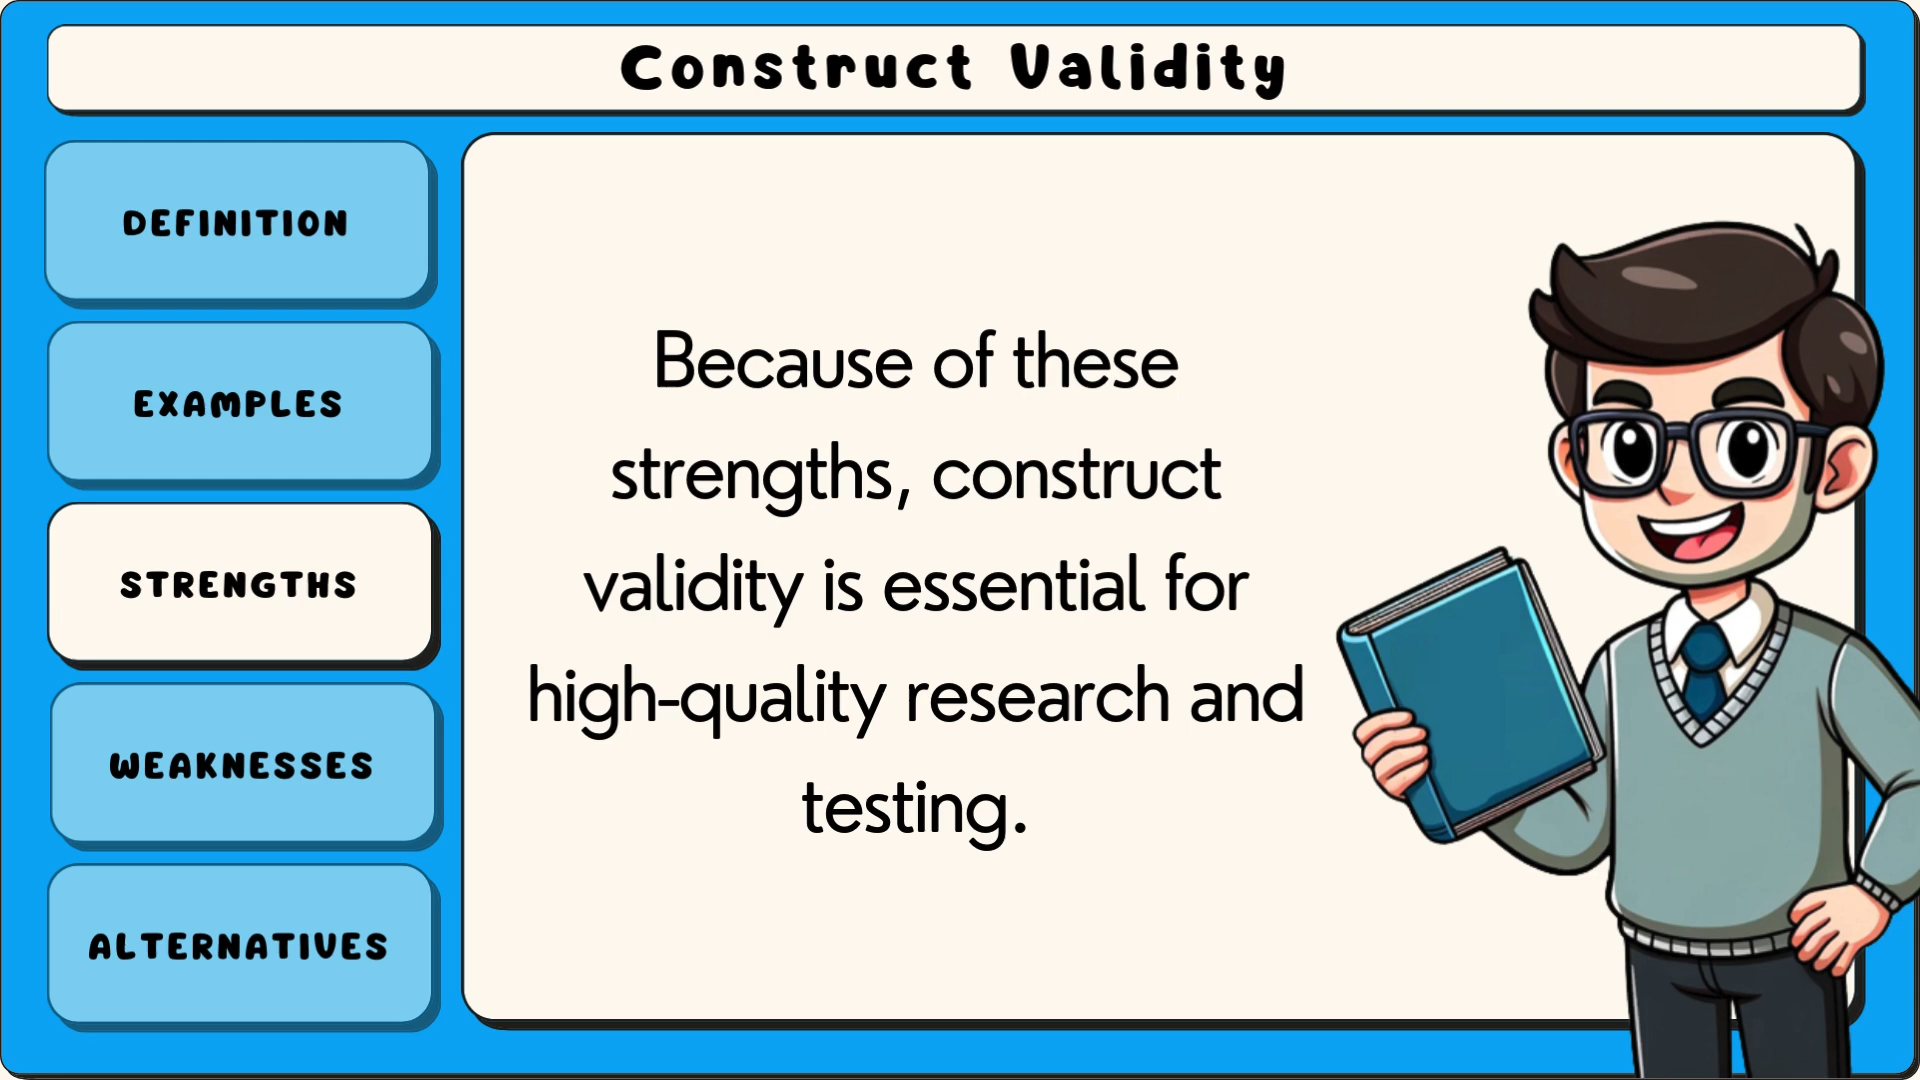 Construct Validity
DEFINITION
EXAMPLES
STRENGTHS
WEAKNESSES
ALTERNATIVES
Because of these
strengths, construct
validity is essential for
high-quality research and
testing.